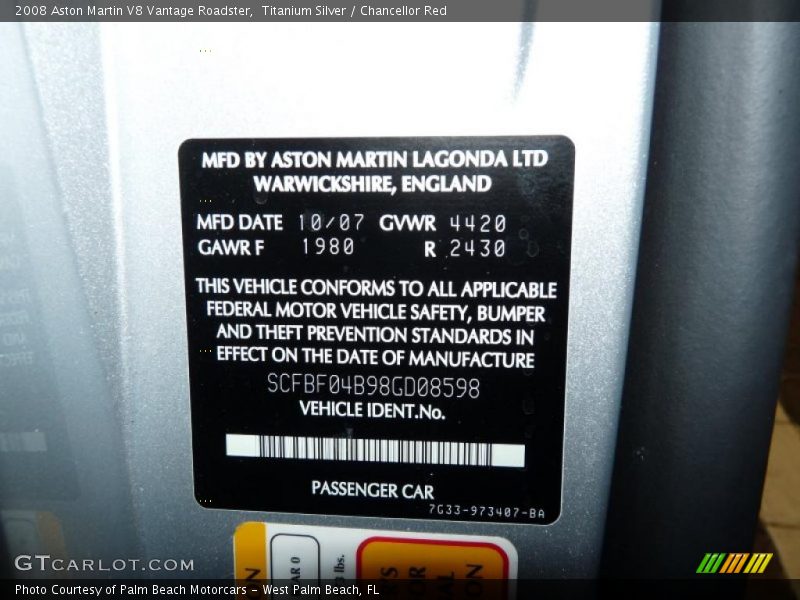 2008 Aston Martin V8 Vantage Roadster,  Titanium Silver / Chancellor Red
MFD BY ASTON MARTIN LAGONDA LTD
WARWICKSHIRE, ENGLAND
MFD DATE 10/07 GVWR 4420
GAWR F 1980 R 2430
THIS VEHICLE CONFORMS TO ALL APPLICABLE
FEDERAL MOTOR VEHICLE SAFETY, BUMPER
AND THEFT PREVENTION STANDARDS IN
EFFECT ON THE DATE OF MANUFACTURE
SCFBF04B98GD08598
VEHICLE IDENT.No.
PASSENGER CAR
7G33-973407-BA
lbs.
GTCARLOT.COM
Photo Courtesy of Palm Beach Motorcars - West Palm Beach, FL